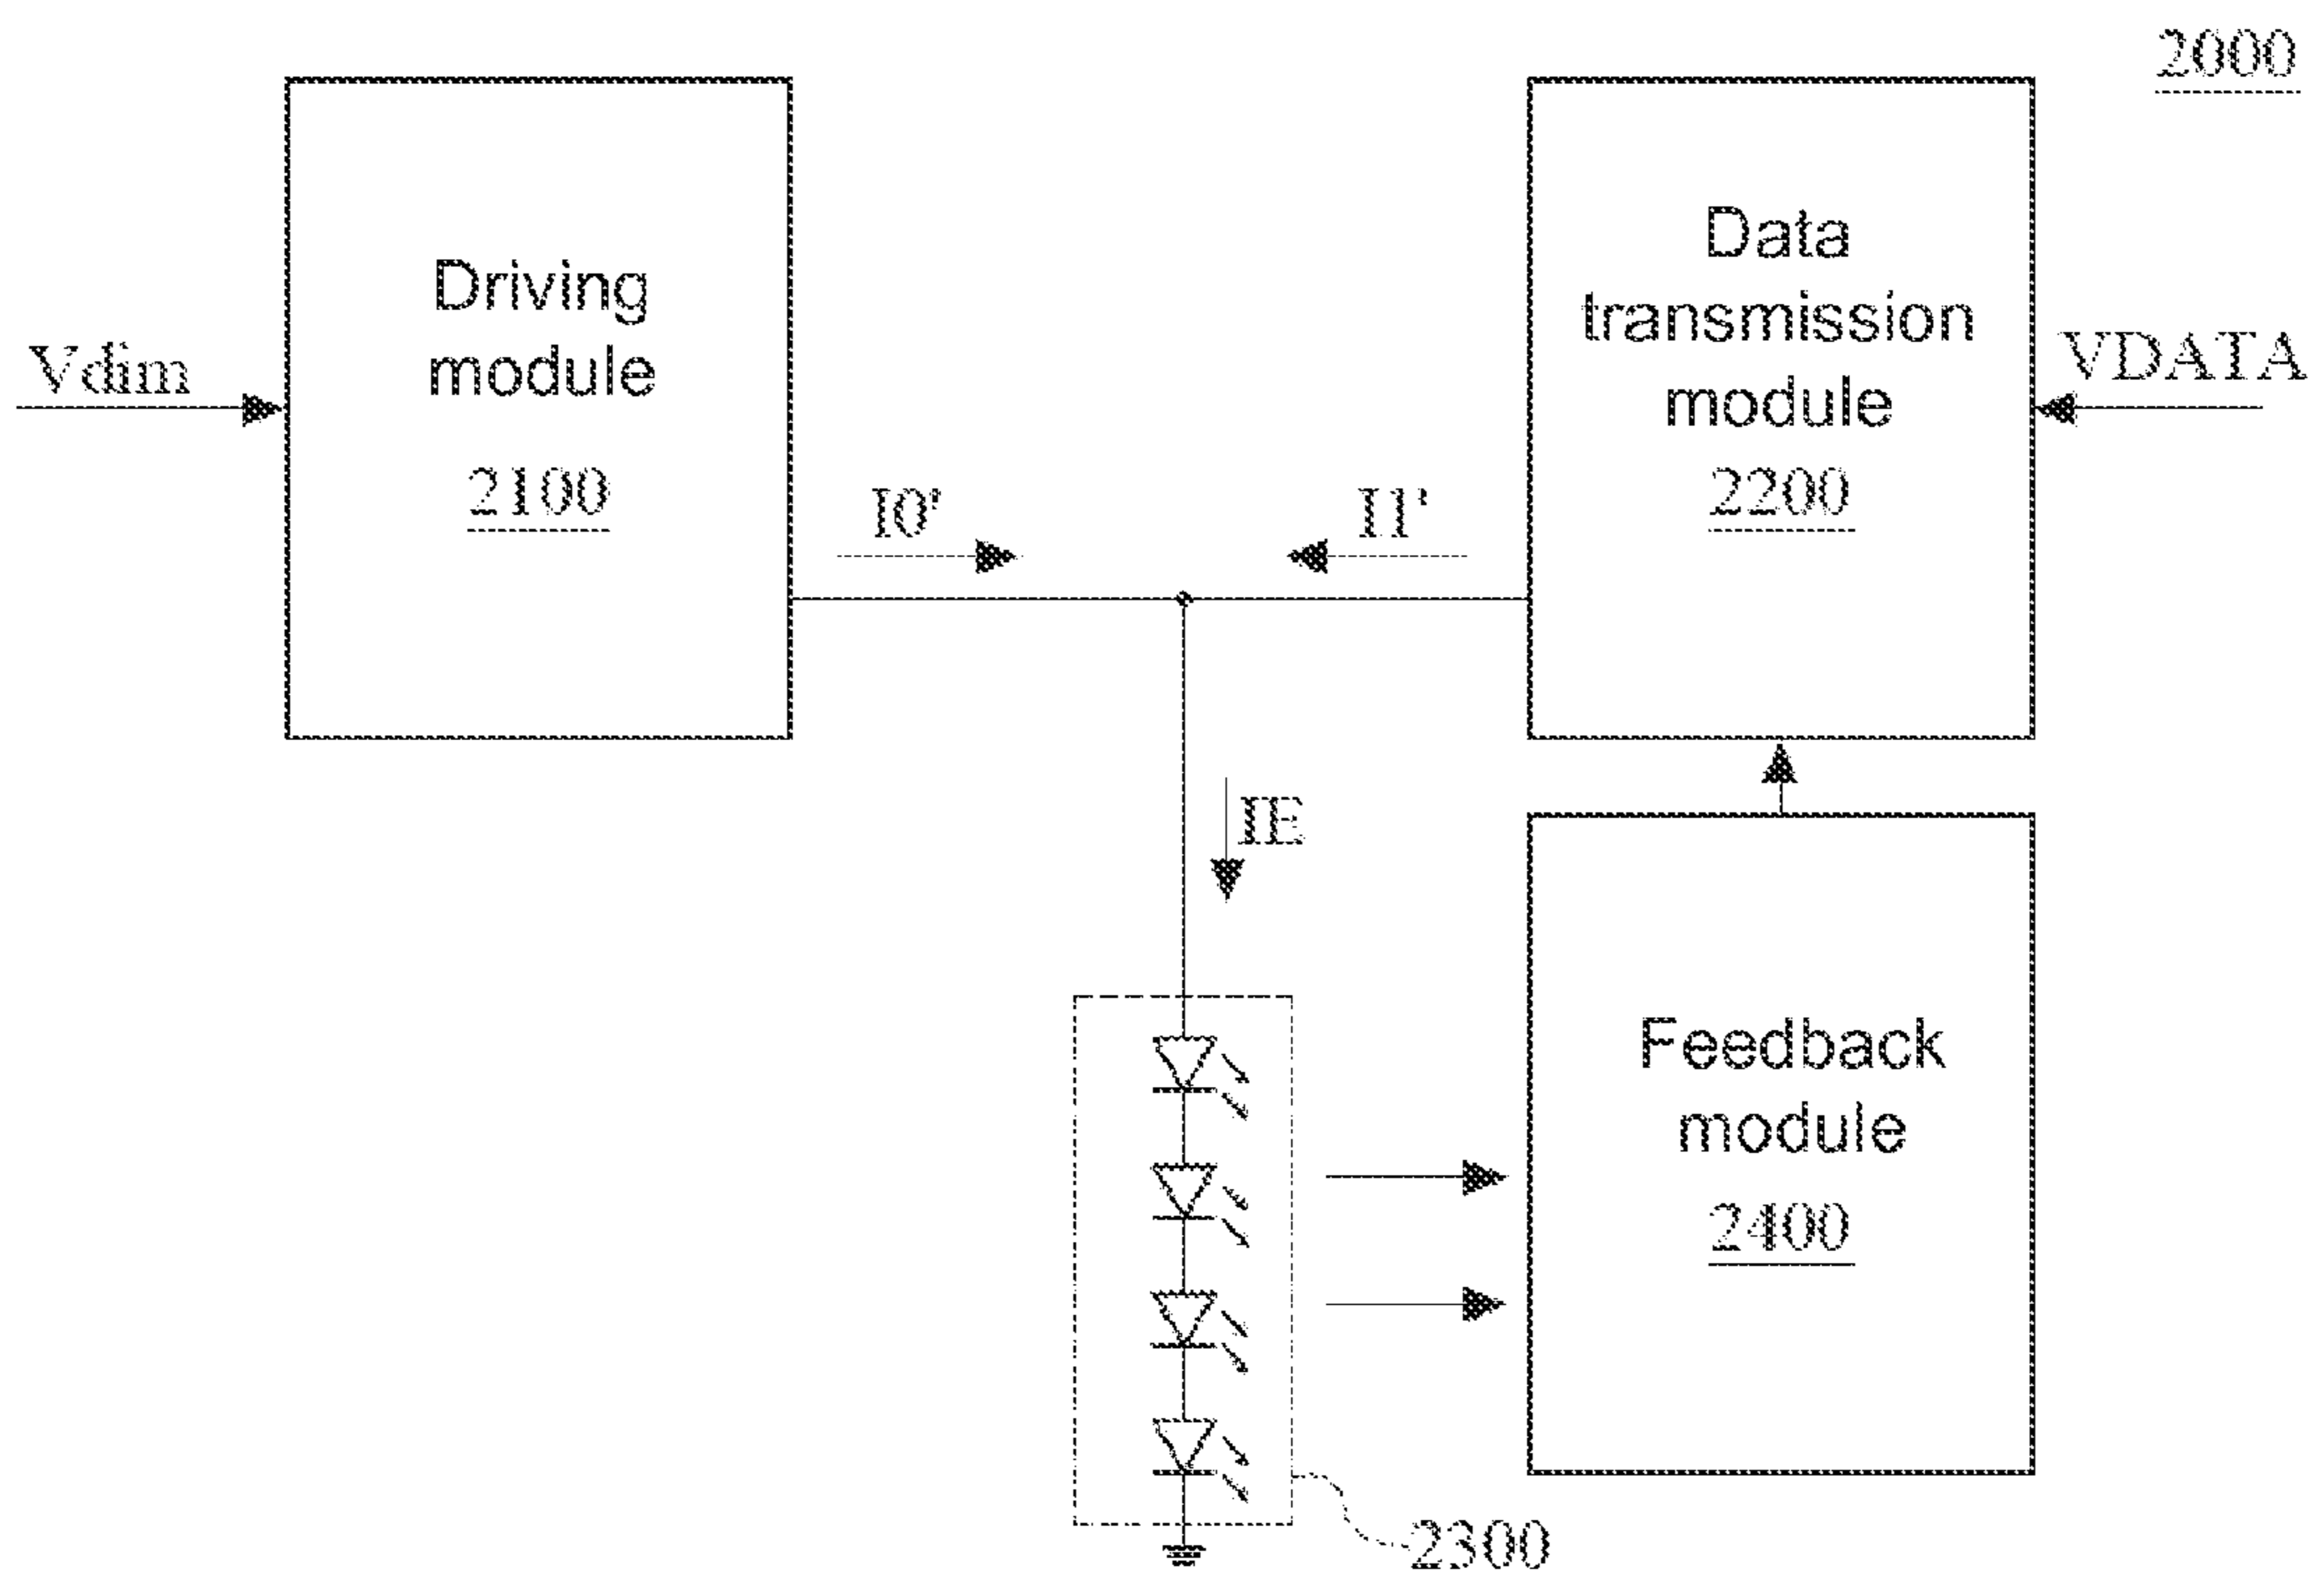 2000
Driving
module
2100
Vdim
Data
transmission
module
2200
VDATA
I0'
I1'
IE
Feedback
module
2400
2300